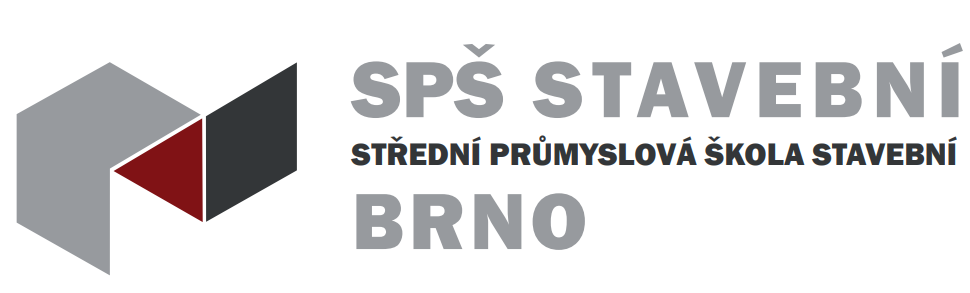 SPŠ STAVEBNÍ
STŘEDNÍ PRŮMYSLOVÁ ŠKOLA STAVEBNÍ
BRNO